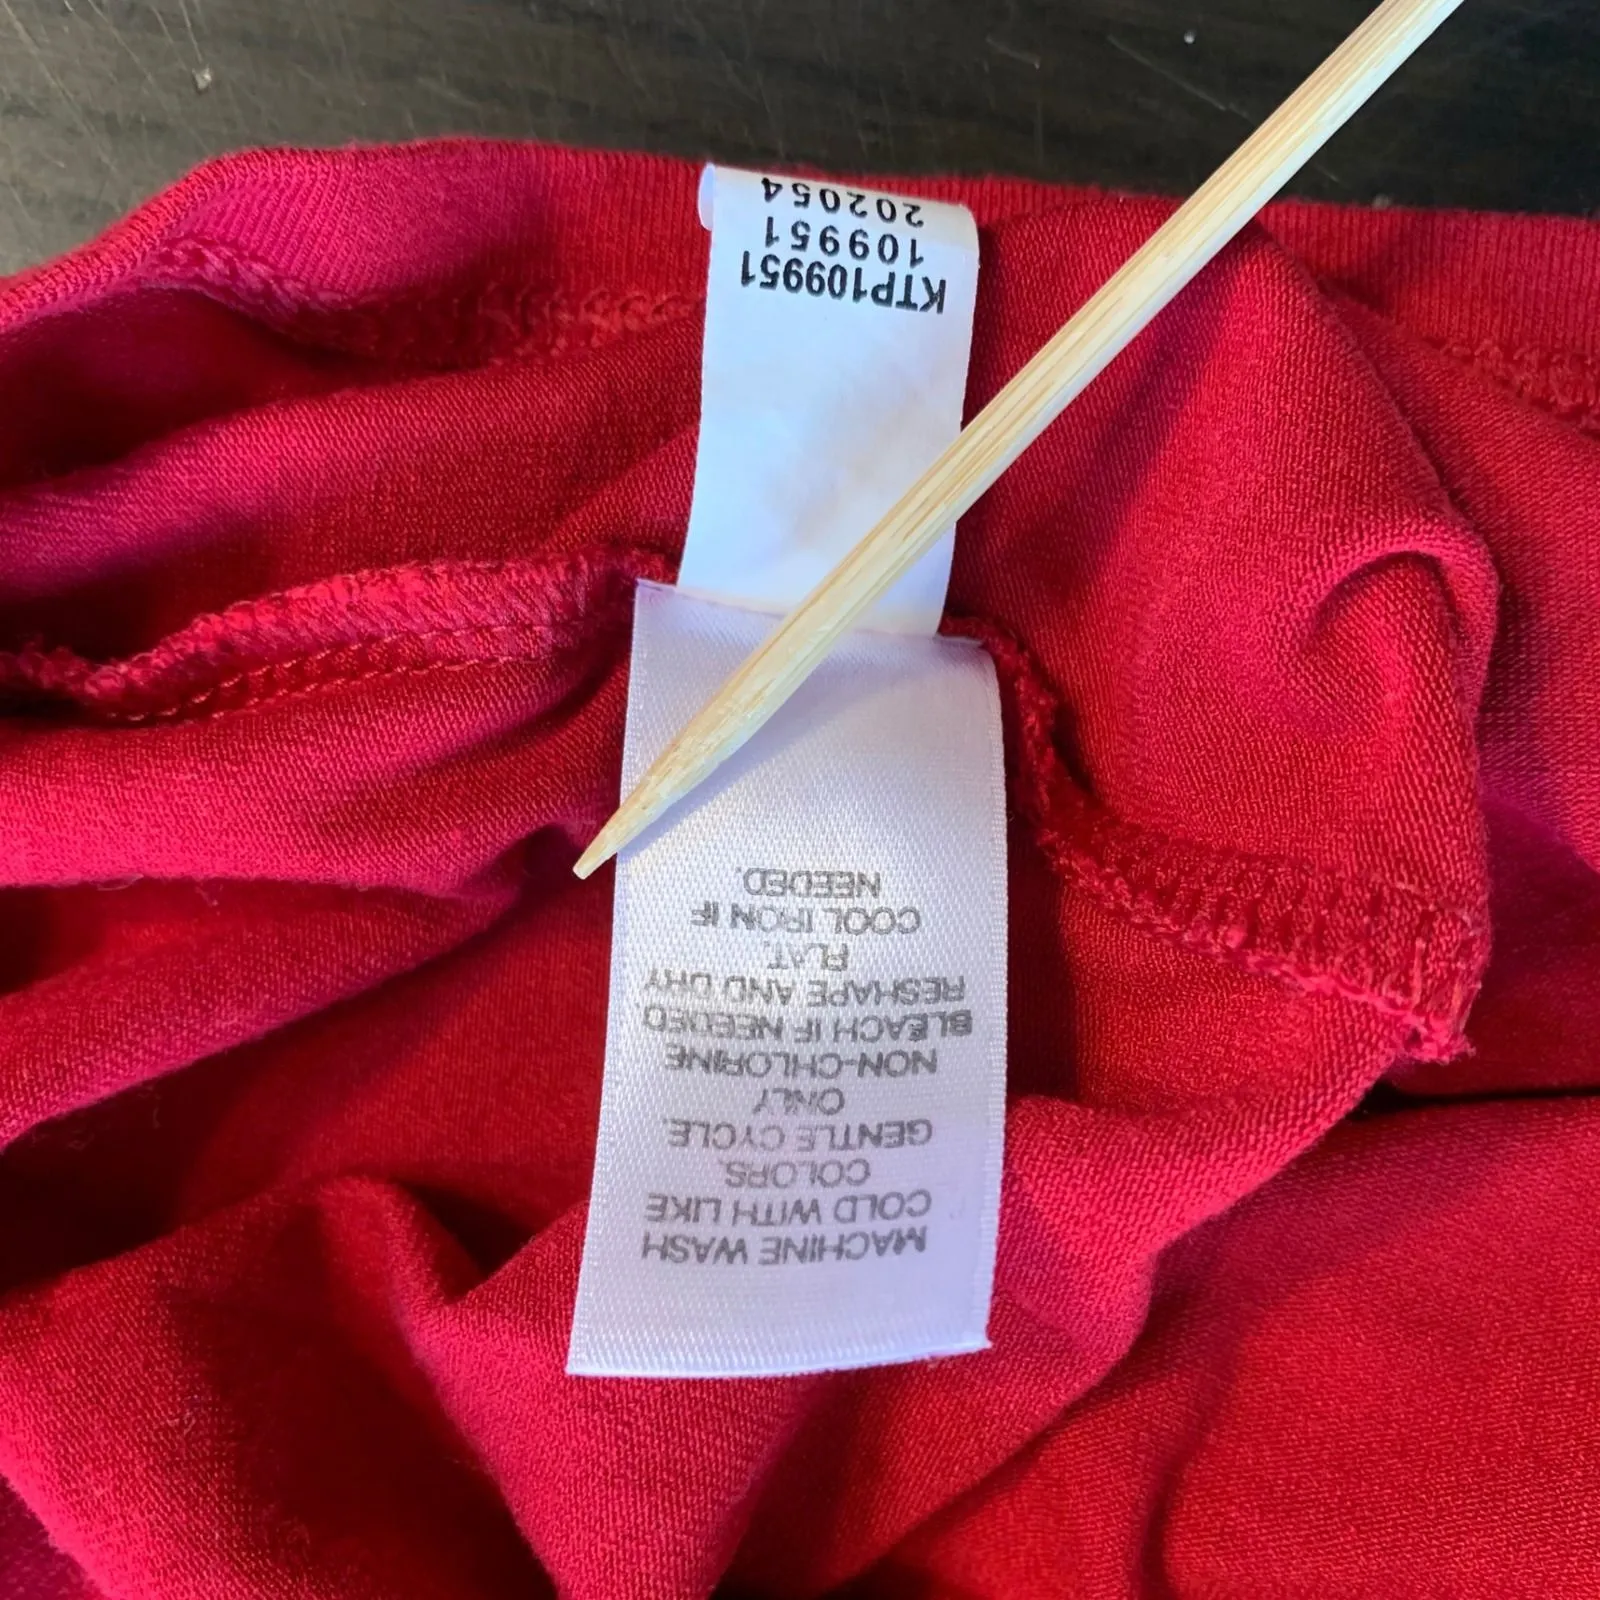 MACHINE WASH
COLD WITH LIKE
COLORS.
GENTLE CYCLE.
ONLY
NON-CHLORINE
BLEACH IF NEEDED
RESHAPE AND DRY
FLAT.
COOL IRON IF
NEEDED.
KTP109951
109951
202054